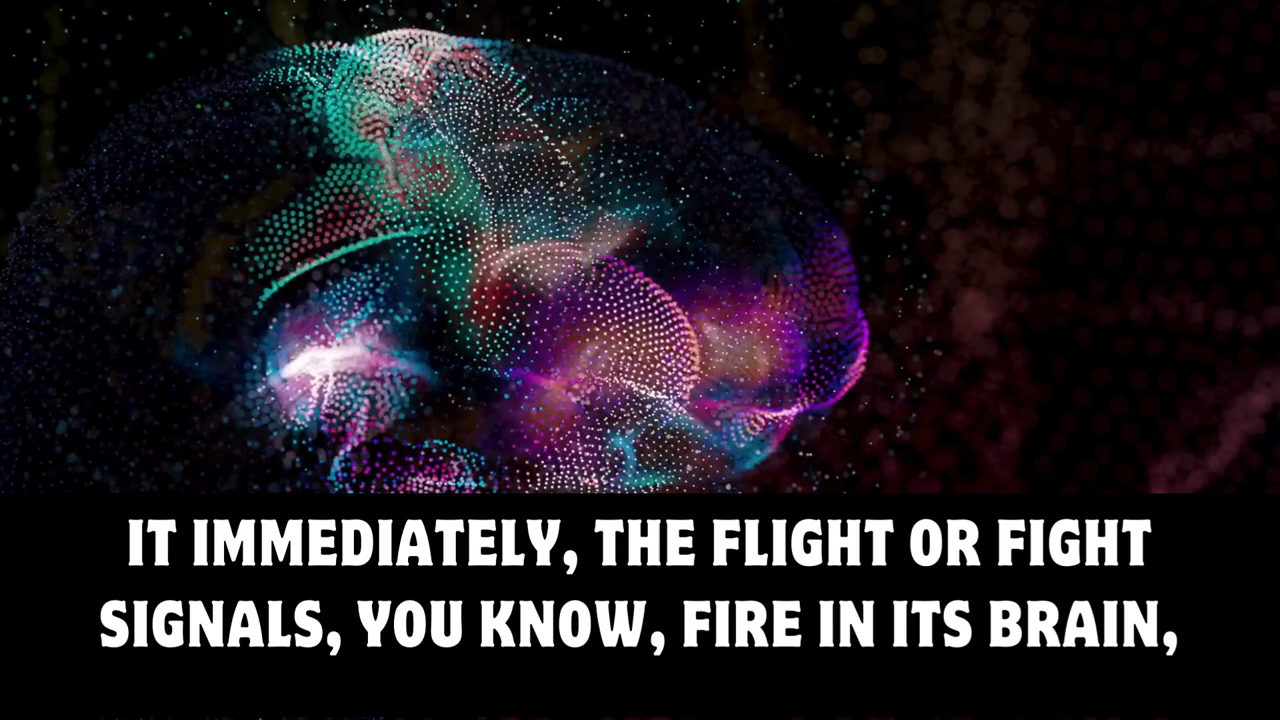 IT IMMEDIATELY, THE FLIGHT OR FIGHT
SIGNALS, YOU KNOW, FIRE IN ITS BRAIN,